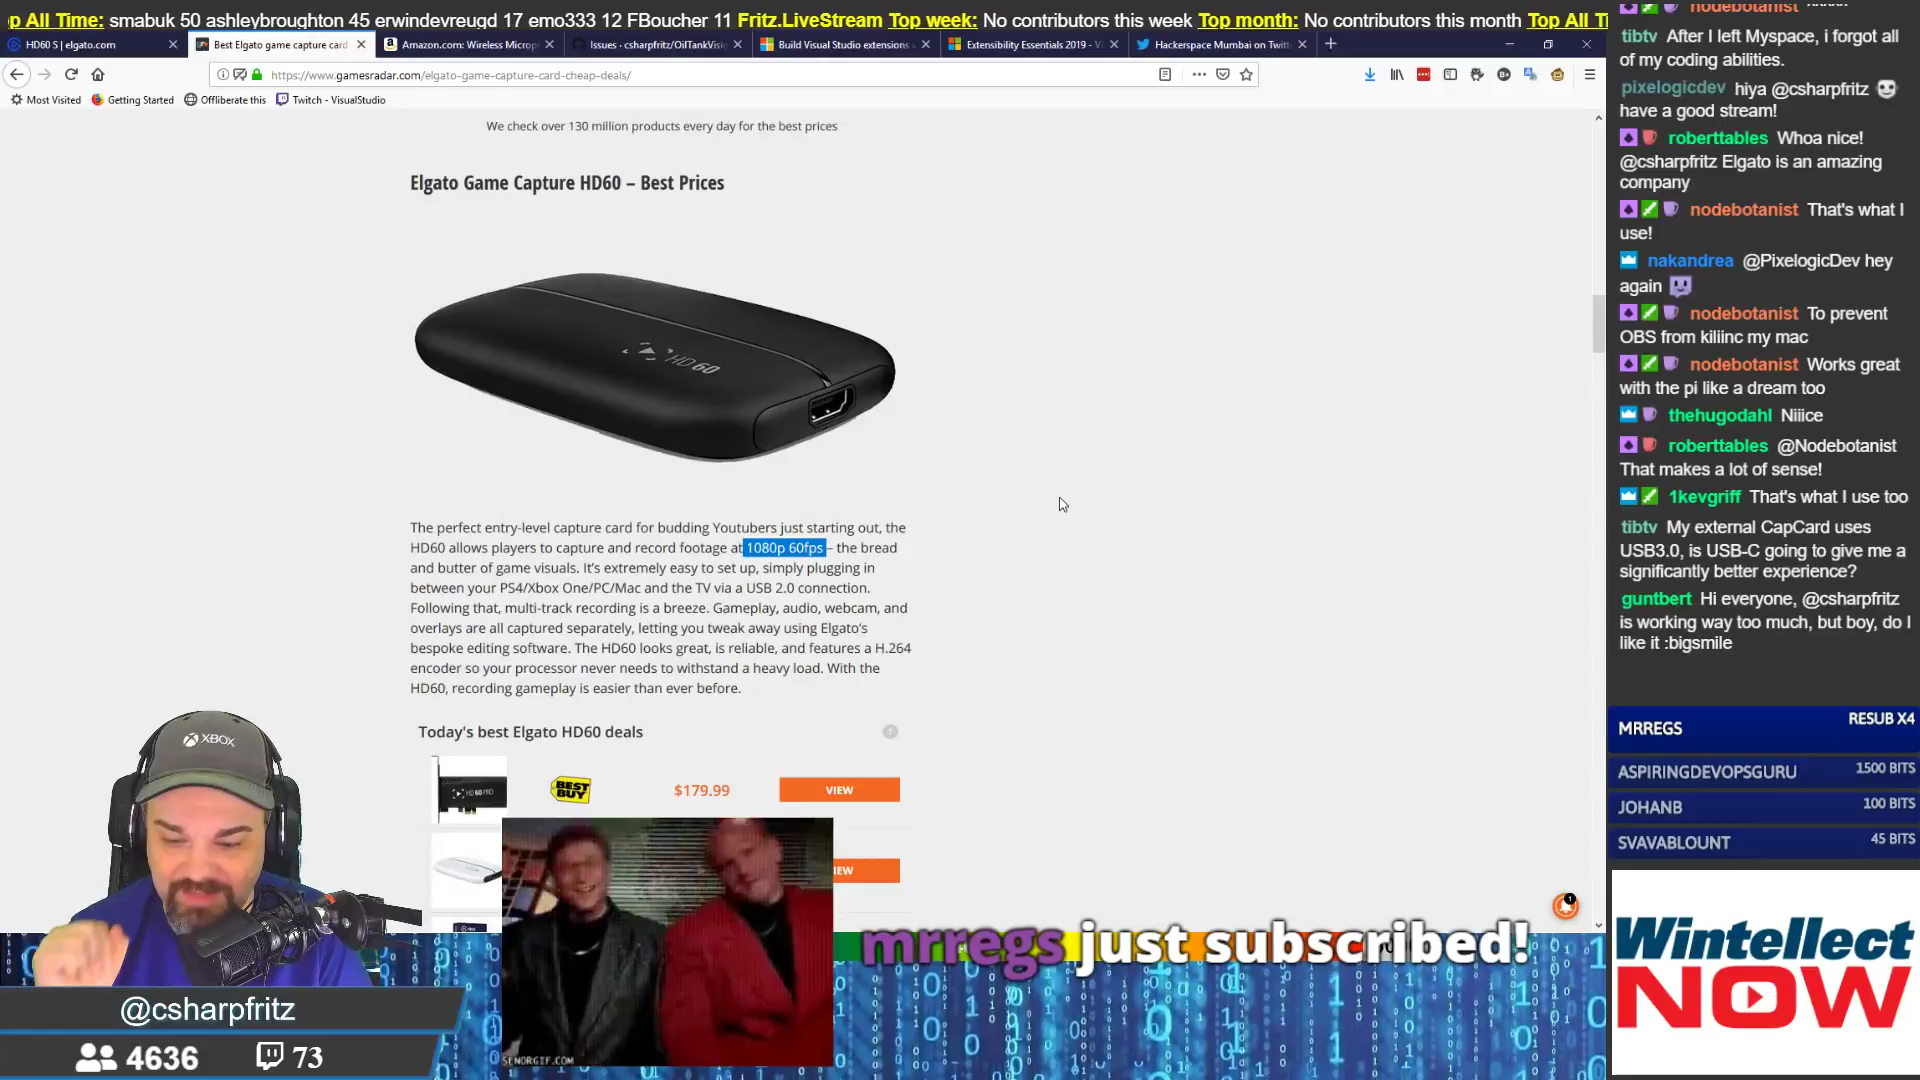 op All Time: smabuk 50 ashleybroughton 45 erwindevreugd 17 emo333 12 FBoucher 11 Fritz.LiveStream Top week: No contributors this week Top month: No contributors this month Top All Ti
HD60 S | elgato.com
Best Elgato game capture card
Amazon.com: Wireless Microp
Issues · csharpfritz/OilTankVisi
Build Visual Studio extensions
Extensibility Essentials 2019 - Vi
Hackerspace Mumbai on Twitt
https://www.gamesradar.com/elgato-game-capture-card-cheap-deals/
Most Visited
Getting Started
Offliberate this
Twitch - VisualStudio
We check over 130 million products every day for the best prices
Elgato Game Capture HD60 – Best Prices
HD60
The perfect entry-level capture card for budding Youtubers just starting out, the
HD60 allows players to capture and record footage at 1080p 60fps – the bread
and butter of game visuals. It's extremely easy to set up, simply plugging in
between your PS4/Xbox One/PC/Mac and the TV via a USB 2.0 connection.
Following that, multi-track recording is a breeze. Gameplay, audio, webcam, and
overlays are all captured separately, letting you tweak away using Elgato's
bespoke editing software. The HD60 looks great, is reliable, and features a H.264
encoder so your processor never needs to withstand a heavy load. With the
HD60, recording gameplay is easier than ever before.
Today's best Elgato HD60 deals
?
HD60 PRO
BEST BUY
$179.99
VIEW
IEW
XBOX
SENORGIF.COM
mrregs just subscribed!
@csharpfritz
4636
73
nodebotanist
tibtv After I left Myspace, i forgot all
of my coding abilities.
pixelogicdev hiya @csharpfritz
have a good stream!
roberttables Whoa nice!
@csharpfritz Elgato is an amazing
company
nodebotanist That's what I
use!
nakandrea @PixelogicDev hey
again
nodebotanist To prevent
OBS from kiliinc my mac
nodebotanist Works great
with the pi like a dream too
thehugodahl Niiice
roberttables @Nodebotanist
That makes a lot of sense!
1kevgriff That's what I use too
tibtv My external CapCard uses
USB3.0, is USB-C going to give me a
significantly better experience?
guntbert Hi everyone, @csharpfritz
is working way too much, but boy, do I
like it :bigsmile
MRREGS RESUB X4
ASPIRINGDEVOPSGURU 1500 BITS
JOHANB 100 BITS
SVAVABLOUNT 45 BITS
1
Wintellect
NOW